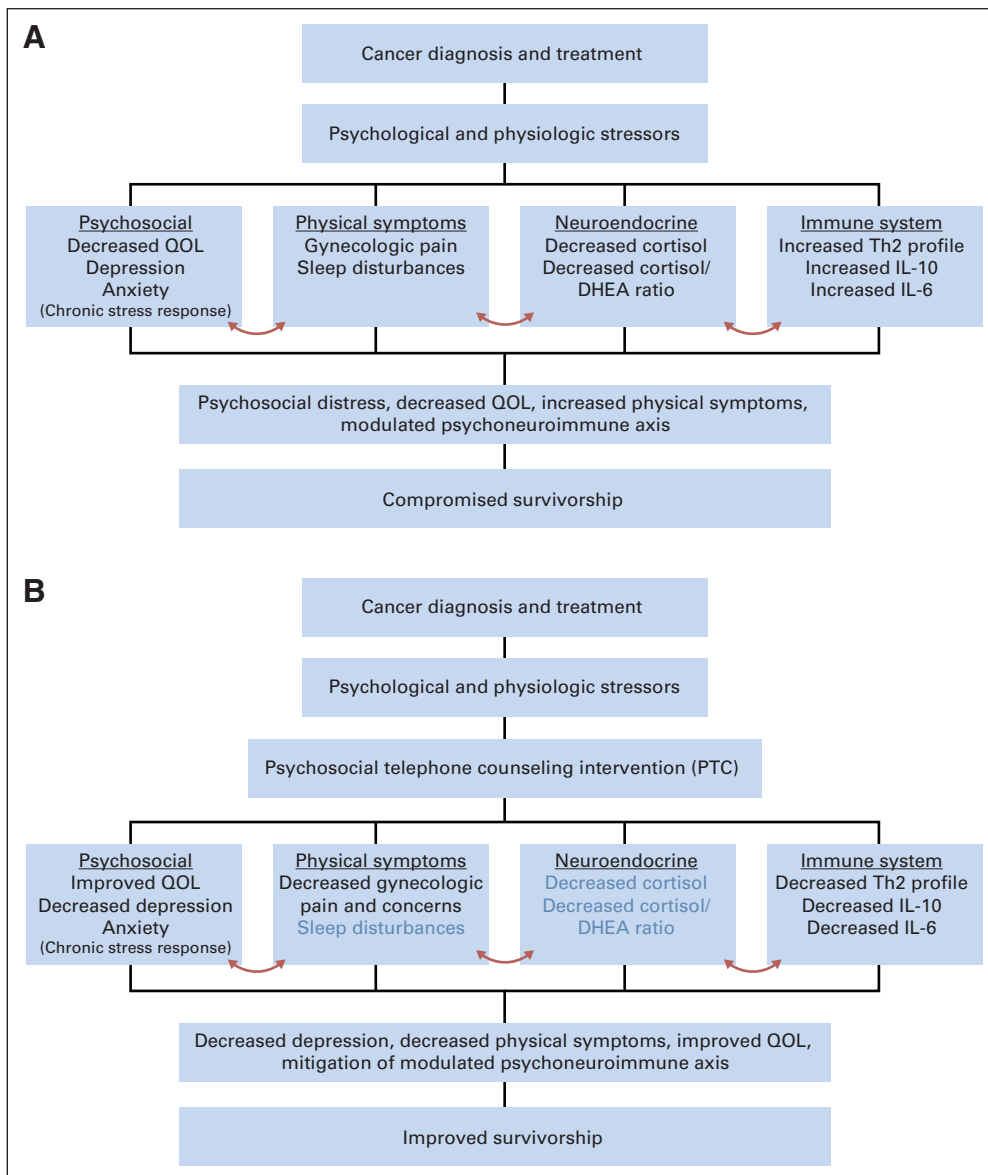 A
Cancer diagnosis and treatment
Psychological and physiologic stressors
Psychosocial
Decreased QOL
Depression
Anxiety
(Chronic stress response)
Physical symptoms
Gynecologic pain
Sleep disturbances
Neuroendocrine
Decreased cortisol
Decreased cortisol/
DHEA ratio
Immune system
Increased Th2 profile
Increased IL-10
Increased IL-6
Psychosocial distress, decreased QOL, increased physical symptoms,
modulated psychoneuroimmune axis
Compromised survivorship
B
Cancer diagnosis and treatment
Psychological and physiologic stressors
Psychosocial telephone counseling intervention (PTC)
Psychosocial
Improved QOL
Decreased depression
Anxiety
(Chronic stress response)
Physical symptoms
Decreased gynecologic
pain and concerns
Sleep disturbances
Neuroendocrine
Decreased cortisol
Decreased cortisol/
DHEA ratio
Immune system
Decreased Th2 profile
Decreased IL-10
Decreased IL-6
Decreased depression, decreased physical symptoms, improved QOL,
mitigation of modulated psychoneuroimmune axis
Improved survivorship